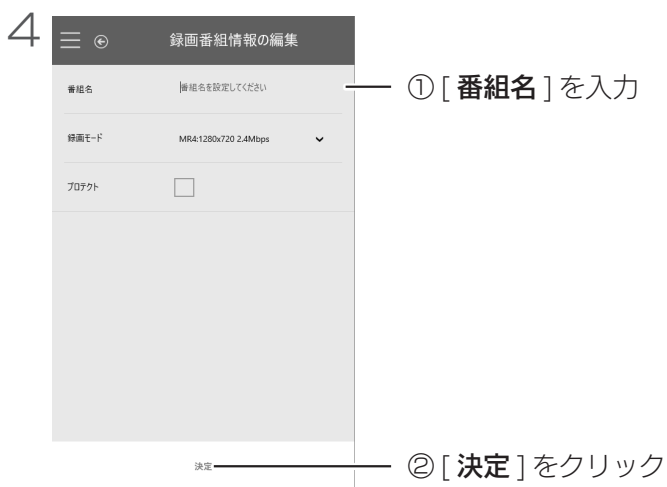 4
録画番組情報の編集
番組名 番組名を設定してください
① [ 番組名 ] を入力
録画モード MR4:1280x720 2.4Mbps
プロテクト
決定
② [ 決定 ] をクリック